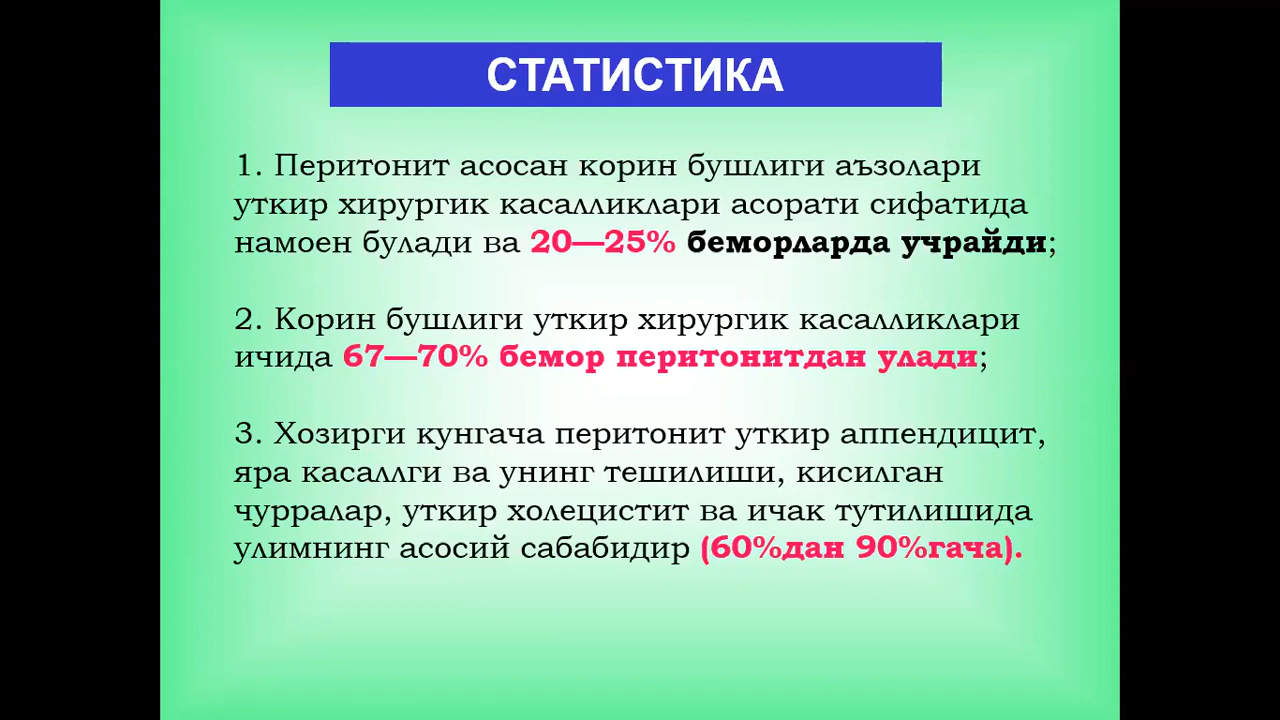 СТАТИСТИКА
1. Перитонит асосан корин бушлиги аъзолари
уткир хирургик касалликлари асорати сифатида
намоен булади ва 20—25% беморларда учрайди;
2. Корин бушлиги уткир хирургик касалликлари
ичида 67—70% бемор перитонитдан улади;
3. Хозирги кунгача перитонит уткир аппендицит,
яра касаллги ва унинг тешилиши, кисилган
чурралар, уткир холецистит ва ичак тутилишида
улимнинг асосий сабабидир (60%дан 90%гача).